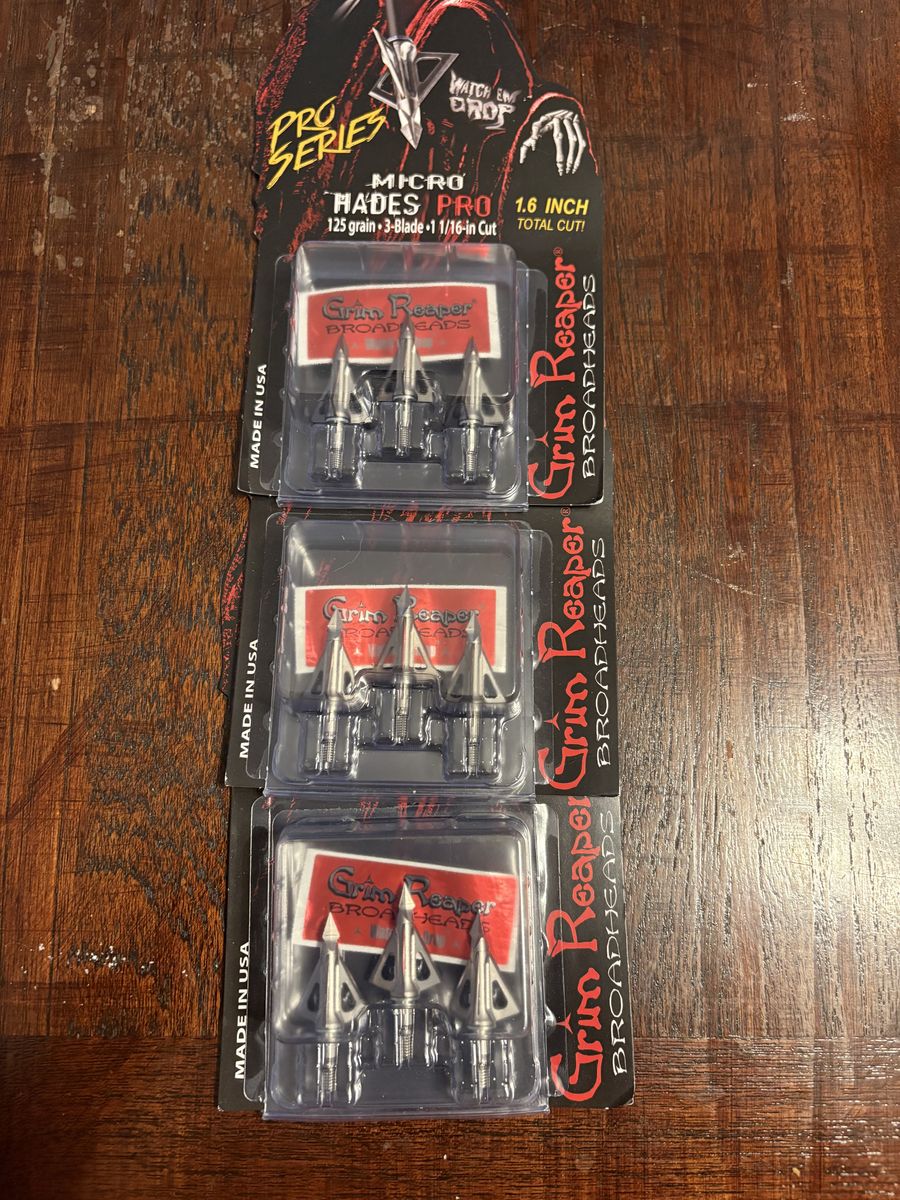 WATCH 'EM
DROP
PRO
SERIES
MICRO
HADES PRO
125 grain • 3-Blade • 1 1/16-in Cut
1.6 INCH
TOTAL CUT!
Grim Reaper®
BROADHEADS
MADE IN USA
Grim Reaper®
BROADHEADS
Grim Reaper®
BROADHEADS
MADE IN USA
Grim Reaper
BROADHEADS
Grim Reaper
BROADHEADS
MADE IN USA
Grim Reaper
BROADHEADS